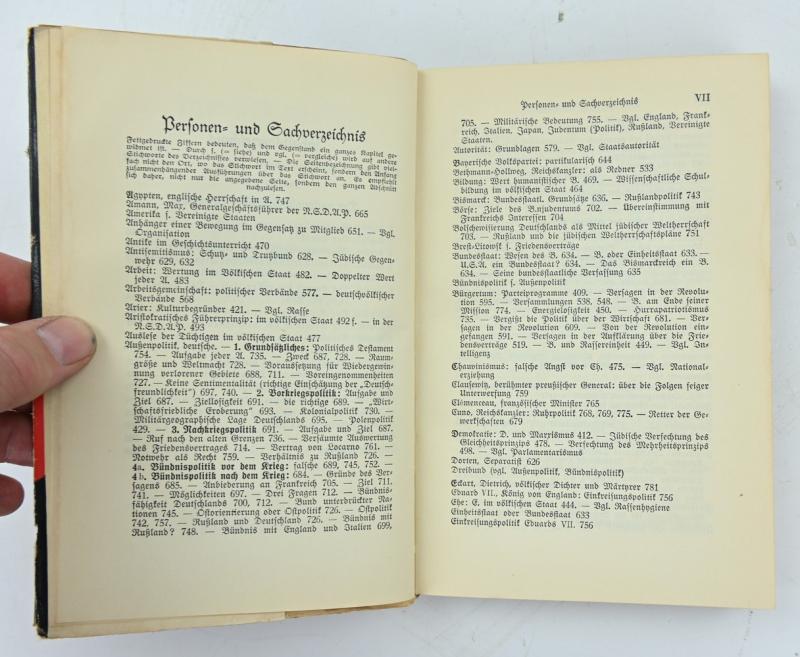 Personen- und Sachverzeichnis
Fettgedruckte Ziffern bedeuten, daß dem Gegenstand ein ganzes Kapitel ge-
widmet ist. — Durch s. (= siehe) und vgl. (= vergleiche) wird auf andere
Stichworte des Verzeichnisses verwiesen. — Die Seitenbezeichnung gibt viel-
fach nicht den Ort, wo das Stichwort im Text erscheint, sondern den Anfang
zusammenhängender Ausführungen über das Stichwort an. Es empfiehlt
sich daher, nicht nur die angegebene Seite, sondern den ganzen Abschnitt
nachzulesen.
Ägypten, englische Herrschaft in Ä. 747
Amann, Max, Generalgeschäftsführer der N.S.D.A.P. 665
Amerika s. Vereinigte Staaten
Anhänger einer Bewegung im Gegensatz zu Mitglied 651. — Vgl.
Organisation
Antike im Geschichtsunterricht 470
Antisemitismus: Schutz- und Trutzbund 628. — Jüdische Gegen-
wehr 629, 632
Arbeit: Wertung im völkischen Staat 482. — Doppelter Wert
jeder A. 483
Arbeitsgemeinschaft: politischer Verbände 577. — deutschvölkischer
Verbände 568
Arier: Kulturbegründer 421. — Vgl. Rasse
Aristokratisches Führerprinzip: im völkischen Staat 492 f. — in der
N.S.D.A.P. 493
Auslese der Tüchtigen im völkischen Staat 477
Außenpolitik, deutsche. — 1. Grundsätzliches: Politisches Testament
754. — Aufgabe jeder A. 735. — Zweck 687, 728. — Raum-
größe und Weltmacht 728. — Voraussetzung für Wiedergewin-
nung verlorener Gebiete 688, 711. — Voreingenommenheiten
727. — Keine Sentimentalität (richtige Einschätzung der „Deutsch-
freundlichkeit") 697, 740. — 2. Vorkriegspolitik: Aufgabe und
Ziel 687. — Ziellosigkeit 691. — die richtige 689. — „Wirt-
schaftsfriedliche Eroberung" 693. — Kolonialpolitik 730. —
Militärgeographische Lage Deutschlands 695. — Polenpolitik
429. — 3. Nachkriegspolitik 691. — Aufgabe und Ziel 687.
— Ruf nach den alten Grenzen 736. — Versäumte Auswertung
des Friedensvertrages 714. — Vertrag von Locarno 761. —
Notwehr als Recht 759. — Verhältnis zu Rußland 726. —
4a. Bündnispolitik vor dem Krieg: falsche 689, 745, 752. —
4b. Bündnispolitik nach dem Krieg: 684. — Gründe des Ver-
sagens 685. — Anbiederung an Frankreich 705. — Ziel 711,
741. — Möglichkeiten 697. — Drei Fragen 712. — Bündnis-
fähigkeit Deutschlands 700, 712. — Bund unterdrückter Na-
tionen 745. — Ostorientierung oder Ostpolitik 726. — Ostpolitik
742, 757. — Rußland und Deutschland 726. — Bündnis mit
Rußland? 748. — Bündnis mit England und Italien 699,
Personen- und Sachverzeichnis VII
705. — Militärische Bedeutung 755. — Vgl. England, Frank-
reich, Italien, Japan, Judentum (Politik), Rußland, Vereinigte
Staaten.
Autorität: Grundlagen 579. — Vgl. Staatsautorität
Bayerische Volkspartei: partikularisch 644
Bethmann-Hollweg, Reichskanzler: als Redner 533
Bildung: Wert humanistischer B. 469. — Wissenschaftliche Schul-
bildung im völkischen Staat 464
Bismarck: Bundesstaatl. Grundsätze 636. — Rußlandpolitik 743
Börse: Ziele des B.njudentums 702. — Übereinstimmung mit
Frankreichs Interessen 704
Bolschewisierung Deutschlands als Mittel jüdischer Weltherrschaft
703. — Rußland und die jüdischen Weltherrschaftspläne 751
Brest-Litowsk s. Friedensverträge
Bundesstaat: Wesen des B. 634. — B. oder Einheitsstaat 633. —
U.S.A. ein Bundesstaat? 634. — Das Bismarckreich ein B.
634. — Seine bundesstaatliche Verfassung 635
Bündnispolitik s. Außenpolitik
Bürgertum: Parteiprogramme 409. — Versagen in der Revolu-
tion 595. — Versammlungen 538, 548. — B. am Ende seiner
Mission 774. — Energielosigkeit 450. — Hurrapatriotismus
735. — Vergißt die Politik über der Wirtschaft 681. — Ver-
sagen in der Revolution 609. — Von der Revolution ein-
gefangen 591. — Versagen in der Aufklärung über die Frie-
densverträge 519. — B. und Rasseneinheit 449. — Vgl. In-
telligenz
Chauvinismus: falsche Angst vor Ch. 475. — Vgl. National-
erziehung
Clausewitz, berühmter preußischer General: über die Folgen feiger
Unterwerfung 759
Clémenceau, französischer Minister 765
Cuno, Reichskanzler: Ruhrpolitik 768, 769, 775. — Retter der Ge-
werkschaften 679
Demokratie: D. und Marxismus 412. — Jüdische Verfechtung des
Gleichheitsprinzips 478. — Verfechtung des Mehrheitsprinzips
498. — Vgl. Parlamentarismus
Dorten, Separatist 626
Dreibund (vgl. Außenpolitik, Bündnispolitik)
Eckart, Dietrich, völkischer Dichter und Märtyrer 781
Eduard VII., König von England: Einkreisungspolitik 756
Ehe: E. im völkischen Staat 444. — Vgl. Rassenhygiene
Einheitsstaat oder Bundesstaat 633
Einkreisungspolitik Eduards VII. 756